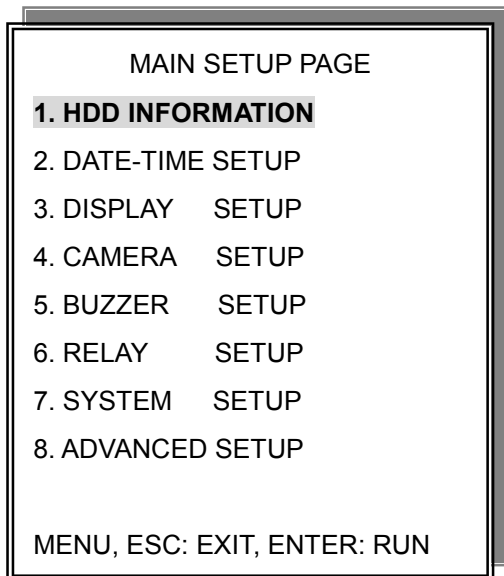 MAIN SETUP PAGE
1. HDD INFORMATION
2. DATE-TIME SETUP
3. DISPLAY SETUP
4. CAMERA SETUP
5. BUZZER SETUP
6. RELAY SETUP
7. SYSTEM SETUP
8. ADVANCED SETUP
MENU, ESC: EXIT, ENTER: RUN